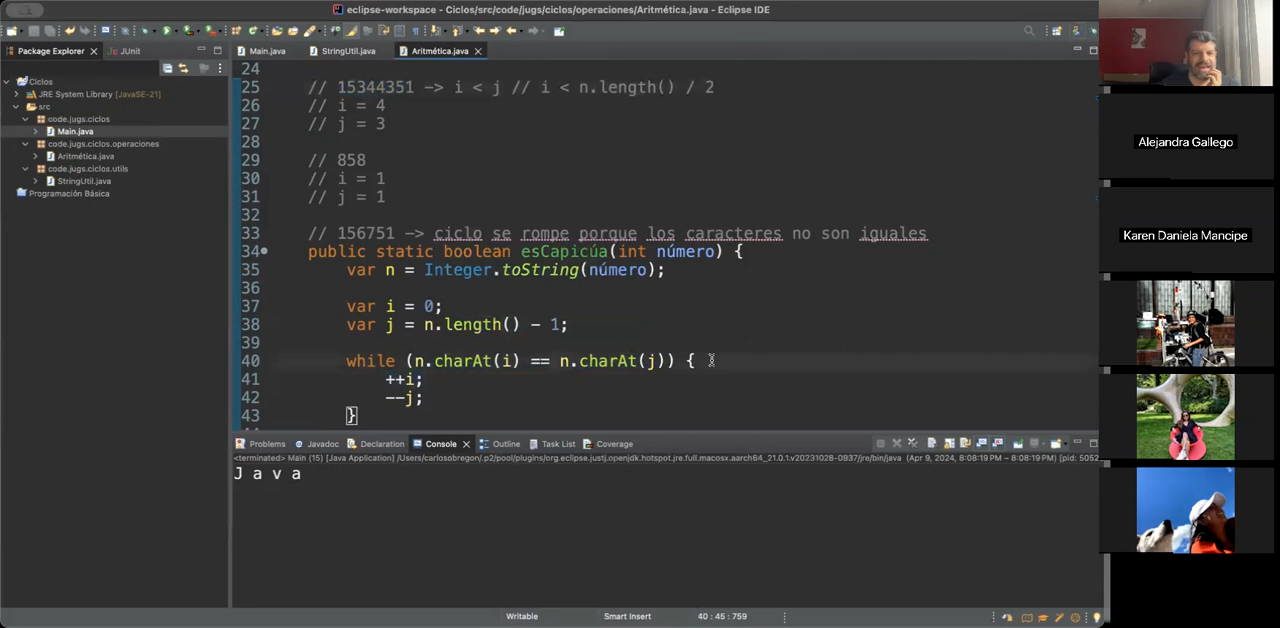 eclipse-workspace - Ciclos/src/code/jugs/ciclos/operaciones/Aritmética.java - Eclipse IDE
Package Explorer
JUnit
Main.java
StringUtil.java
Aritmética.java
Ciclos
JRE System Library [JavaSE-21]
src
code.jugs.ciclos
Main.java
code.jugs.ciclos.operaciones
Aritmética.java
code.jugs.ciclos.utils
StringUtil.java
Programación Básica
24
25 // 15344351 -> i < j // i < n.length() / 2
26 // i = 4
27 // j = 3
28
29 // 858
30 // i = 1
31 // j = 1
32
33 // 156751 -> ciclo se rompe porque los caracteres no son iguales
34 public static boolean esCapicúa(int número) {
35 var n = Integer.toString(número);
36
37 var i = 0;
38 var j = n.length() - 1;
39
40 while (n.charAt(i) == n.charAt(j)) {
41 ++i;
42 --j;
43 }
Problems
Javadoc
Declaration
Console
Outline
Task List
Coverage
<terminated> Main (15) [Java Application] /Users/carlosobregon/.p2/pool/plugins/org.eclipse.justj.openjdk.hotspot.jre.full.macosx.aarch64_21.0.1.v20231028-0937/jre/bin/java (Apr 9, 2024, 8:08:19 PM – 8:08:19 PM) [pid: 5052
J a v a
Writable
Smart Insert
40 : 45 : 759
Alejandra Gallego
Karen Daniela Mancipe